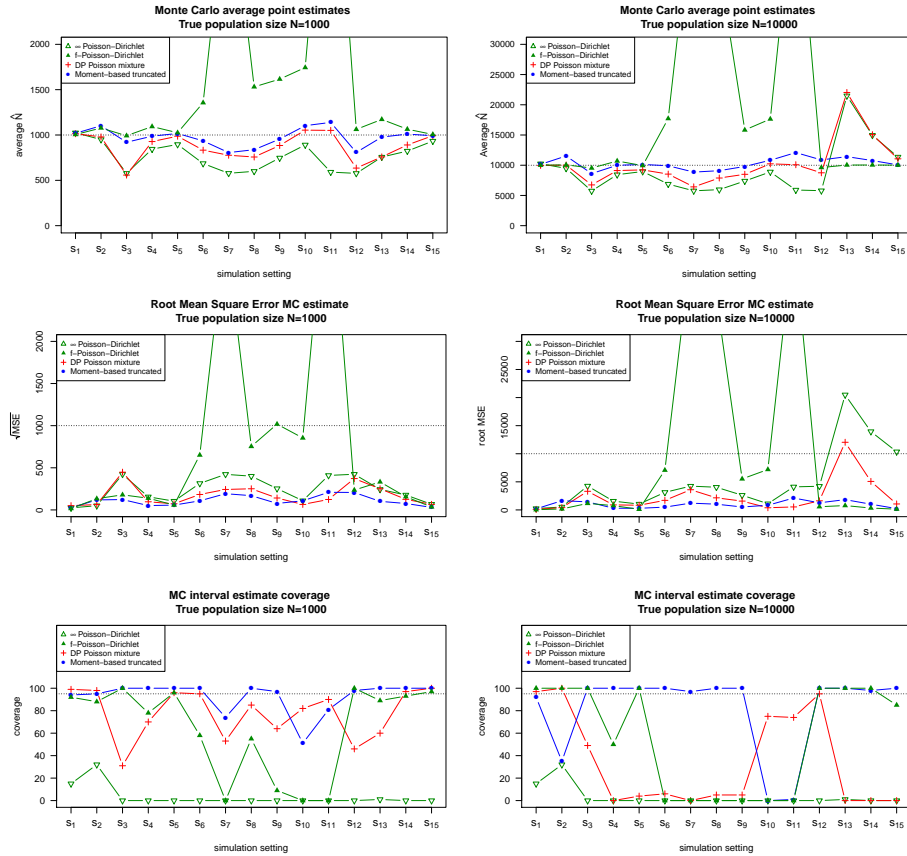 Monte Carlo average point estimates
True population size N=1000
∞ Poisson−Dirichlet
f−Poisson−Dirichlet
DP Poisson mixture
Moment−based truncated
average N̂
0
500
1000
1500
2000
s1 s2 s3 s4 s5 s6 s7 s8 s9 s10 s11 s12 s13 s14 s15
simulation setting
Monte Carlo average point estimates
True population size N=10000
∞ Poisson−Dirichlet
f−Poisson−Dirichlet
DP Poisson mixture
Moment−based truncated
Average N̂
0
5000
10000
15000
20000
25000
30000
s1 s2 s3 s4 s5 s6 s7 s8 s9 s10 s11 s12 s13 s14 s15
simulation setting
Root Mean Square Error MC estimate
True population size N=1000
∞ Poisson−Dirichlet
f−Poisson−Dirichlet
DP Poisson mixture
Moment−based truncated
√MSE
0
500
1000
1500
2000
s1 s2 s3 s4 s5 s6 s7 s8 s9 s10 s11 s12 s13 s14 s15
simulation setting
Root Mean Square Error MC estimate
True population size N=10000
∞ Poisson−Dirichlet
f−Poisson−Dirichlet
DP Poisson mixture
Moment−based truncated
root MSE
0
5000
15000
25000
s1 s2 s3 s4 s5 s6 s7 s8 s9 s10 s11 s12 s13 s14 s15
simulation setting
MC interval estimate coverage
True population size N=1000
∞ Poisson−Dirichlet
f−Poisson−Dirichlet
DP Poisson mixture
Moment−based truncated
coverage
0
20
40
60
80
100
s1 s2 s3 s4 s5 s6 s7 s8 s9 s10 s11 s12 s13 s14 s15
simulation setting
MC interval estimate coverage
True population size N=10000
∞ Poisson−Dirichlet
f−Poisson−Dirichlet
DP Poisson mixture
Moment−based truncated
coverage
0
20
40
60
80
100
s1 s2 s3 s4 s5 s6 s7 s8 s9 s10 s11 s12 s13 s14 s15
simulation setting